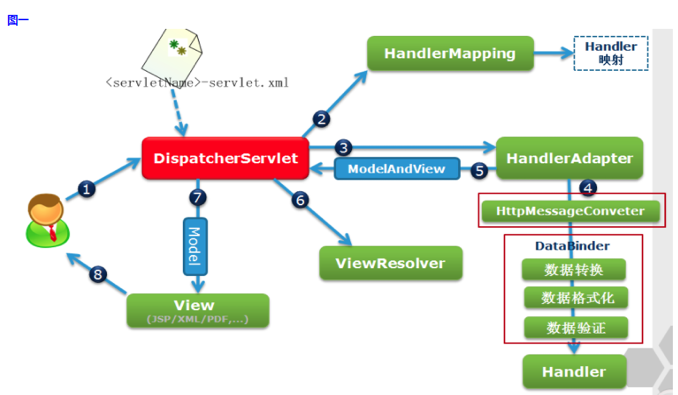 图一
<servletName>-servlet.xml
HandlerMapping
Handler
映射
2
DispatcherServlet
3
ModelAndView
5
HandlerAdapter
1
7
6
4
HttpMessageConveter
Model
DataBinder
ViewResolver
数据转换
8
View
(JSP/XML/PDF,...)
数据格式化
数据验证
Handler